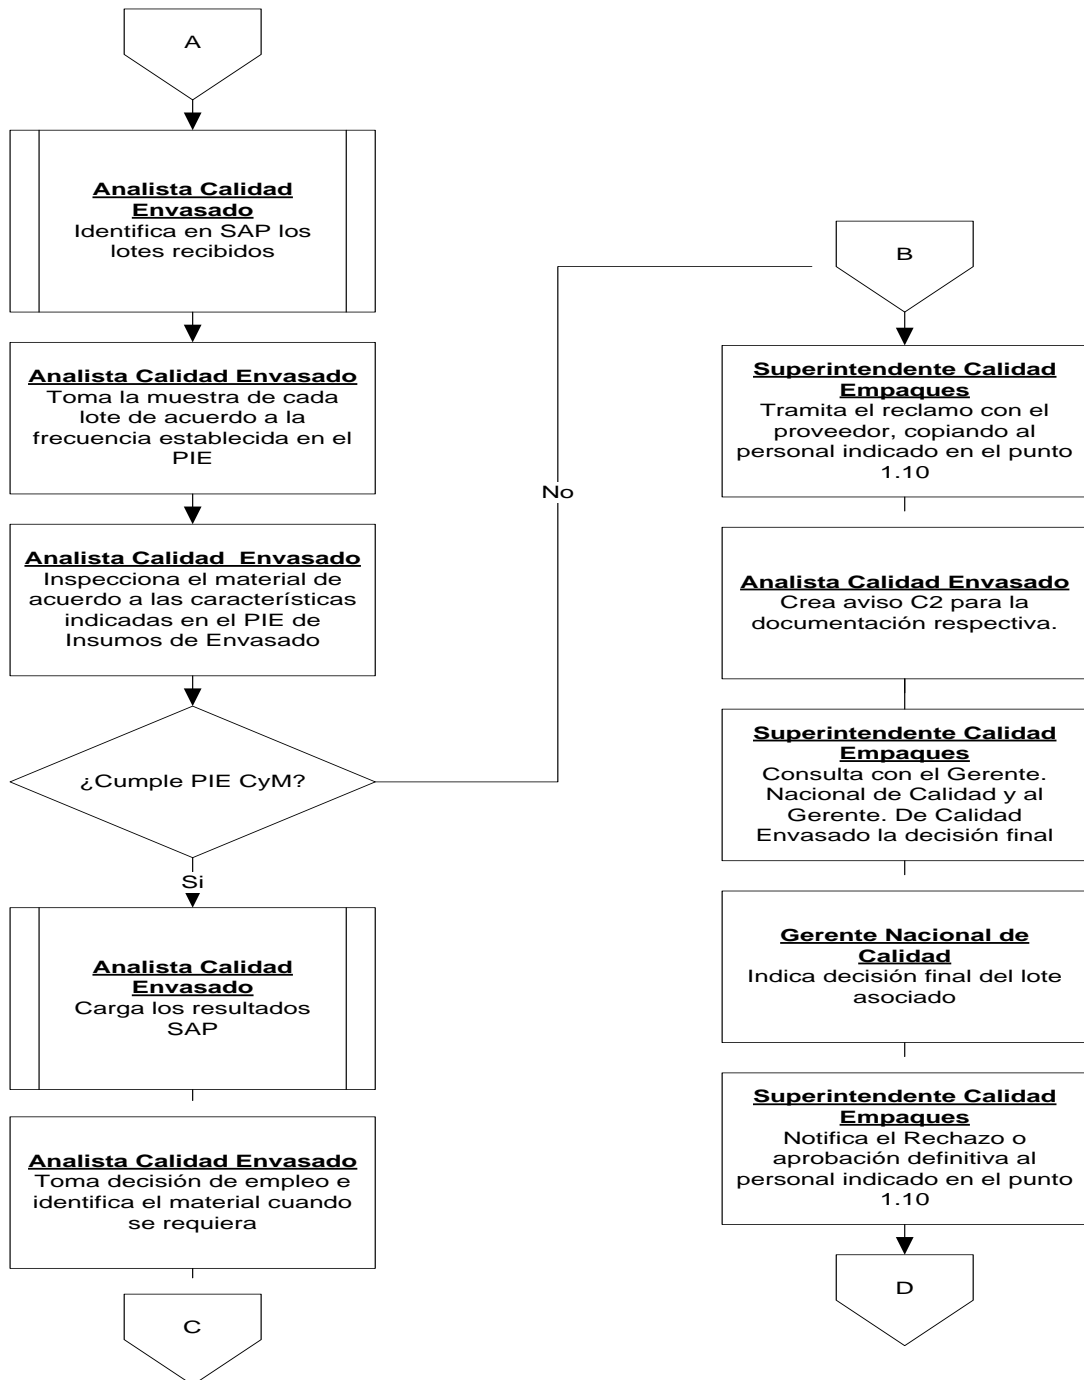 A
Analista Calidad
Envasado
Identifica en SAP los
lotes recibidos
Analista Calidad Envasado
Toma la muestra de cada
lote de acuerdo a la
frecuencia establecida en el
PIE
Analista Calidad  Envasado
Inspecciona el material de
acuerdo a las características
indicadas en el PIE de
Insumos de Envasado
¿Cumple PIE CyM?
No
Si
Analista Calidad
Envasado
Carga los resultados
SAP
Analista Calidad Envasado
Toma decisión de empleo e
identifica el material cuando
se requiera
C
B
Superintendente Calidad
Empaques
Tramita el reclamo con el
proveedor, copiando al
personal indicado en el punto
1.10
Analista Calidad Envasado
Crea aviso C2 para la
documentación respectiva.
Superintendente Calidad
Empaques
Consulta con el Gerente.
Nacional de Calidad y al
Gerente. De Calidad
Envasado la decisión final
Gerente Nacional de
Calidad
Indica decisión final del lote
asociado
Superintendente Calidad
Empaques
Notifica el Rechazo o
aprobación definitiva al
personal indicado en el punto
1.10
D